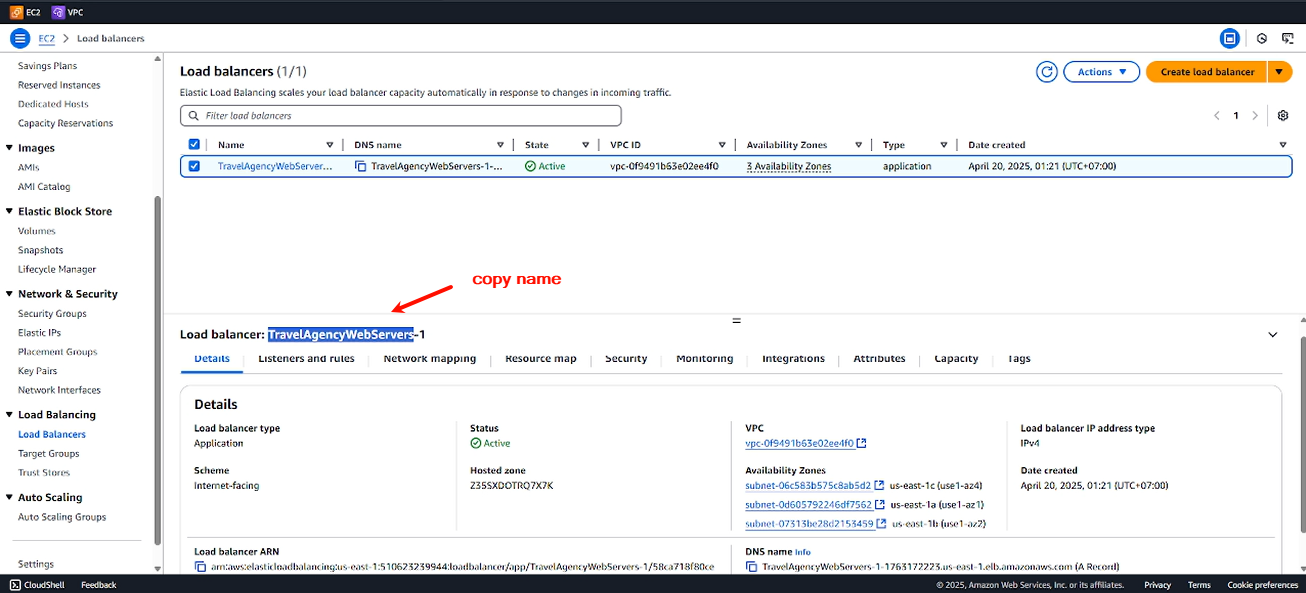 EC2 VPC
EC2 > Load balancers
Savings Plans
Reserved Instances
Dedicated Hosts
Capacity Reservations
Images
AMIs
AMI Catalog
Elastic Block Store
Volumes
Snapshots
Lifecycle Manager
Network & Security
Security Groups
Elastic IPs
Placement Groups
Key Pairs
Network Interfaces
Load Balancing
Load Balancers
Target Groups
Trust Stores
Auto Scaling
Auto Scaling Groups
Settings
Load balancers (1/1)
Actions
Create load balancer
Elastic Load Balancing scales your load balancer capacity automatically in response to changes in incoming traffic.
Filter load balancers
1
Name DNS name State VPC ID Availability Zones Type Date created
TravelAgencyWebServer... TravelAgencyWebServers-1-... Active vpc-0f9491b63e02ee4f0 3 Availability Zones application April 20, 2025, 01:21 (UTC+07:00)
copy name
Load balancer: TravelAgencyWebServers-1
Details Listeners and rules Network mapping Resource map Security Monitoring Integrations Attributes Capacity Tags
Details
Load balancer type
Application
Scheme
Internet-facing
Status
Active
Hosted zone
Z35SXDOTRQ7X7K
VPC
vpc-0f9491b63e02ee4f0
Availability Zones
subnet-06c583b575c8ab5d2 us-east-1c (use1-az4)
subnet-0d605792246df7562 us-east-1a (use1-az1)
subnet-07313be28d2153459 us-east-1b (use1-az2)
Load balancer IP address type
IPv4
Date created
April 20, 2025, 01:21 (UTC+07:00)
Load balancer ARN
arn:aws:elasticloadbalancing:us-east-1:510623239944:loadbalancer/app/TravelAgencyWebServers-1/58ca718f80ce
DNS name Info
TravelAgencyWebServers-1-1763172223.us-east-1.elb.amazonaws.com (A Record)
CloudShell Feedback
© 2025, Amazon Web Services, Inc. or its affiliates. Privacy Terms Cookie preferences